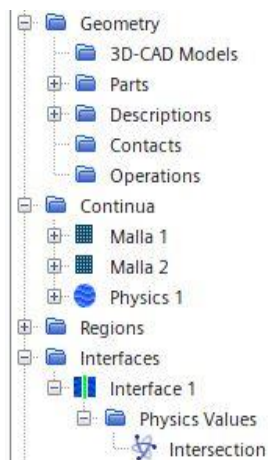 Geometry
3D-CAD Models
Parts
Descriptions
Contacts
Operations
Continua
Malla 1
Malla 2
Physics 1
Regions
Interfaces
Interface 1
Physics Values
Intersection